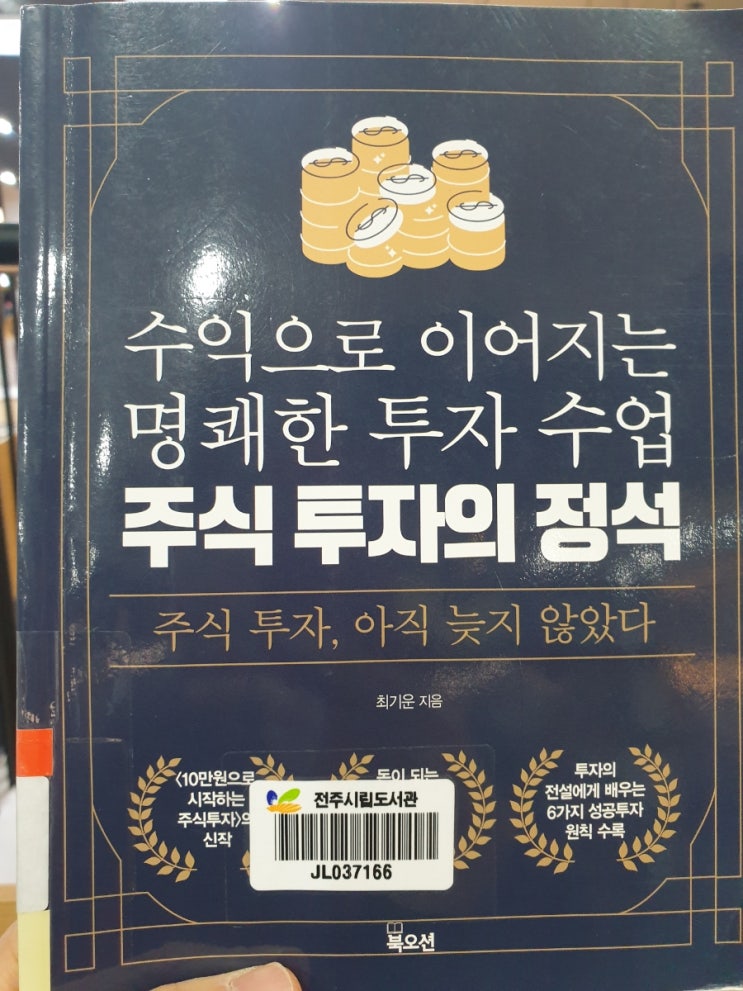 수익으로 이어지는
명쾌한 투자 수업
주식 투자의 정석
주식 투자, 아직 늦지 않았다
최기운 지음
〈10만원으로
시작하는
주식투자〉의
신작
돈이 되는
투자의
전설에게 배우는
6가지 성공투자
원칙 수록
전주시립도서관
JL037166
북오션